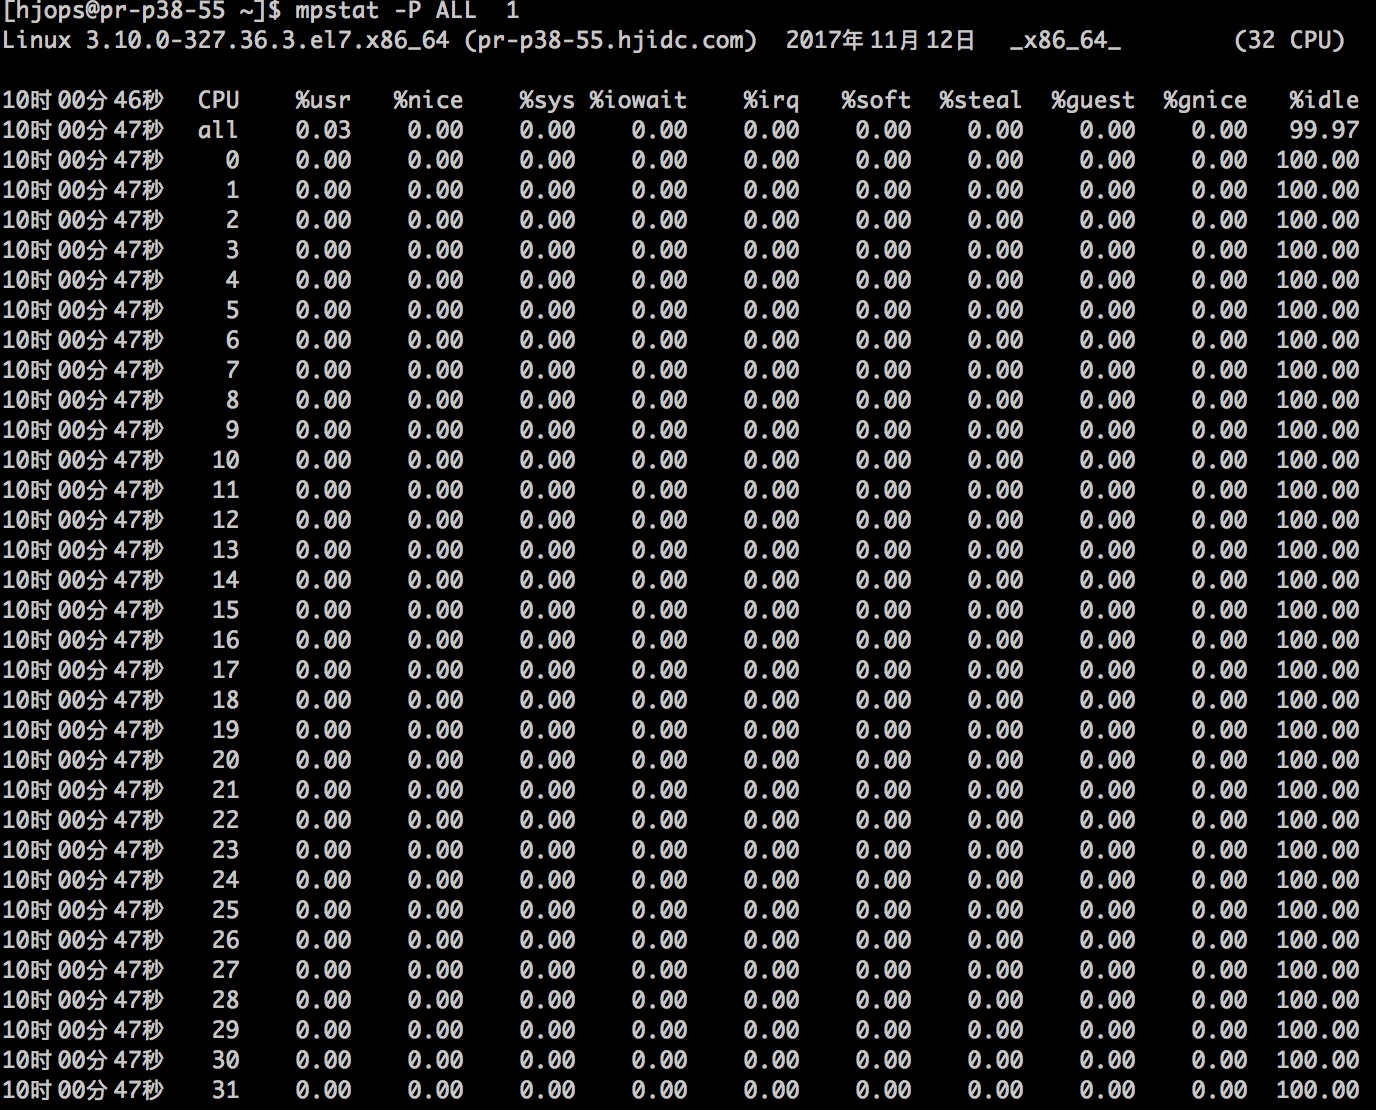 [hjops@pr-p38-55 ~]$ mpstat -P ALL  1
Linux 3.10.0-327.36.3.el7.x86_64 (pr-p38-55.hjidc.com)  2017年11月12日  _x86_64_  (32 CPU)
10时00分46秒  CPU    %usr   %nice    %sys %iowait    %irq   %soft  %steal  %guest  %gnice   %idle
10时00分47秒  all    0.03    0.00    0.00    0.00    0.00    0.00    0.00    0.00    0.00   99.97
10时00分47秒    0    0.00    0.00    0.00    0.00    0.00    0.00    0.00    0.00    0.00  100.00
10时00分47秒    1    0.00    0.00    0.00    0.00    0.00    0.00    0.00    0.00    0.00  100.00
10时00分47秒    2    0.00    0.00    0.00    0.00    0.00    0.00    0.00    0.00    0.00  100.00
10时00分47秒    3    0.00    0.00    0.00    0.00    0.00    0.00    0.00    0.00    0.00  100.00
10时00分47秒    4    0.00    0.00    0.00    0.00    0.00    0.00    0.00    0.00    0.00  100.00
10时00分47秒    5    0.00    0.00    0.00    0.00    0.00    0.00    0.00    0.00    0.00  100.00
10时00分47秒    6    0.00    0.00    0.00    0.00    0.00    0.00    0.00    0.00    0.00  100.00
10时00分47秒    7    0.00    0.00    0.00    0.00    0.00    0.00    0.00    0.00    0.00  100.00
10时00分47秒    8    0.00    0.00    0.00    0.00    0.00    0.00    0.00    0.00    0.00  100.00
10时00分47秒    9    0.00    0.00    0.00    0.00    0.00    0.00    0.00    0.00    0.00  100.00
10时00分47秒   10    0.00    0.00    0.00    0.00    0.00    0.00    0.00    0.00    0.00  100.00
10时00分47秒   11    0.00    0.00    0.00    0.00    0.00    0.00    0.00    0.00    0.00  100.00
10时00分47秒   12    0.00    0.00    0.00    0.00    0.00    0.00    0.00    0.00    0.00  100.00
10时00分47秒   13    0.00    0.00    0.00    0.00    0.00    0.00    0.00    0.00    0.00  100.00
10时00分47秒   14    0.00    0.00    0.00    0.00    0.00    0.00    0.00    0.00    0.00  100.00
10时00分47秒   15    0.00    0.00    0.00    0.00    0.00    0.00    0.00    0.00    0.00  100.00
10时00分47秒   16    0.00    0.00    0.00    0.00    0.00    0.00    0.00    0.00    0.00  100.00
10时00分47秒   17    0.00    0.00    0.00    0.00    0.00    0.00    0.00    0.00    0.00  100.00
10时00分47秒   18    0.00    0.00    0.00    0.00    0.00    0.00    0.00    0.00    0.00  100.00
10时00分47秒   19    0.00    0.00    0.00    0.00    0.00    0.00    0.00    0.00    0.00  100.00
10时00分47秒   20    0.00    0.00    0.00    0.00    0.00    0.00    0.00    0.00    0.00  100.00
10时00分47秒   21    0.00    0.00    0.00    0.00    0.00    0.00    0.00    0.00    0.00  100.00
10时00分47秒   22    0.00    0.00    0.00    0.00    0.00    0.00    0.00    0.00    0.00  100.00
10时00分47秒   23    0.00    0.00    0.00    0.00    0.00    0.00    0.00    0.00    0.00  100.00
10时00分47秒   24    0.00    0.00    0.00    0.00    0.00    0.00    0.00    0.00    0.00  100.00
10时00分47秒   25    0.00    0.00    0.00    0.00    0.00    0.00    0.00    0.00    0.00  100.00
10时00分47秒   26    0.00    0.00    0.00    0.00    0.00    0.00    0.00    0.00    0.00  100.00
10时00分47秒   27    0.00    0.00    0.00    0.00    0.00    0.00    0.00    0.00    0.00  100.00
10时00分47秒   28    0.00    0.00    0.00    0.00    0.00    0.00    0.00    0.00    0.00  100.00
10时00分47秒   29    0.00    0.00    0.00    0.00    0.00    0.00    0.00    0.00    0.00  100.00
10时00分47秒   30    0.00    0.00    0.00    0.00    0.00    0.00    0.00    0.00    0.00  100.00
10时00分47秒   31    0.00    0.00    0.00    0.00    0.00    0.00    0.00    0.00    0.00  100.00